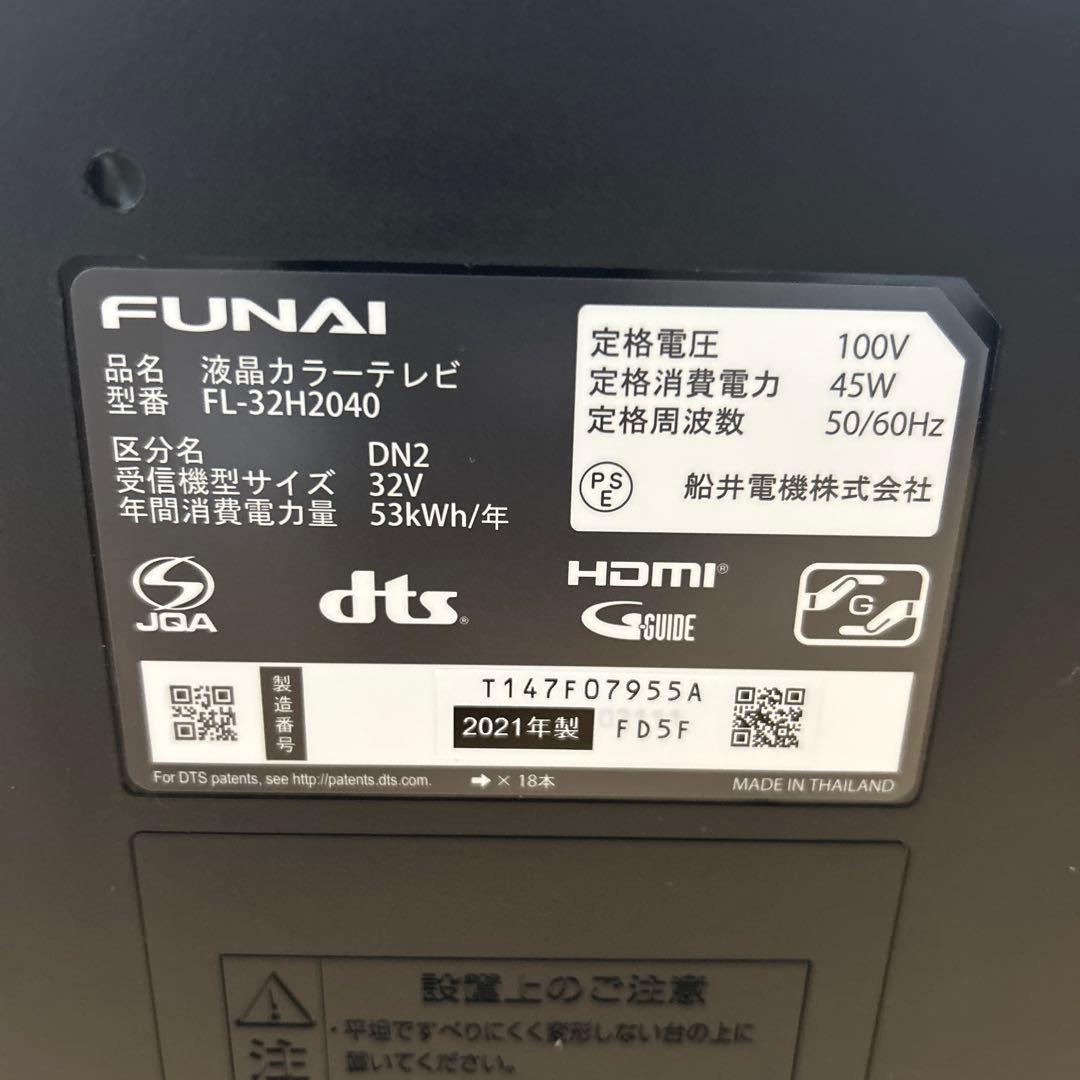 FUNAI
品名 液晶カラーテレビ
型番 FL-32H2040
区分名 DN2
受信機型サイズ 32V
年間消費電力量 53kWh/年
定格電圧 100V
定格消費電力 45W
定格周波数 50/60Hz
PSE 船井電機株式会社
JQA
dts®
HDMI®
G-GUIDE
G
製造番号
T147F07955A
2021年製 FD5F
For DTS patents, see http://patents.dts.com.
➡ × 18本
MADE IN THAILAND
設置上のご注意
注
・平坦ですべりにくく変形しない台の上に
置いてください。